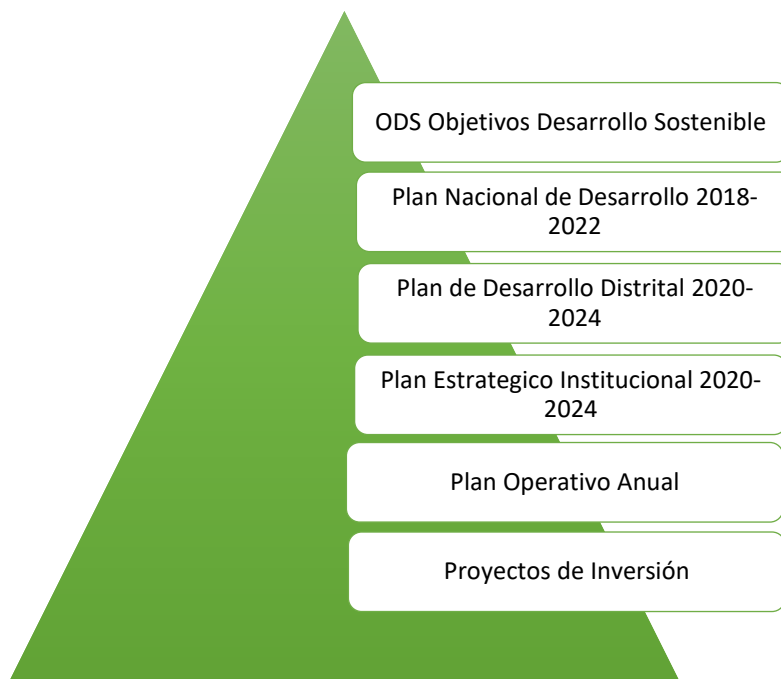 ODS Objetivos Desarrollo Sostenible
Plan Nacional de Desarrollo 2018-
2022
Plan de Desarrollo Distrital 2020-
2024
Plan Estrategico Institucional 2020-
2024
Plan Operativo Anual
Proyectos de Inversión